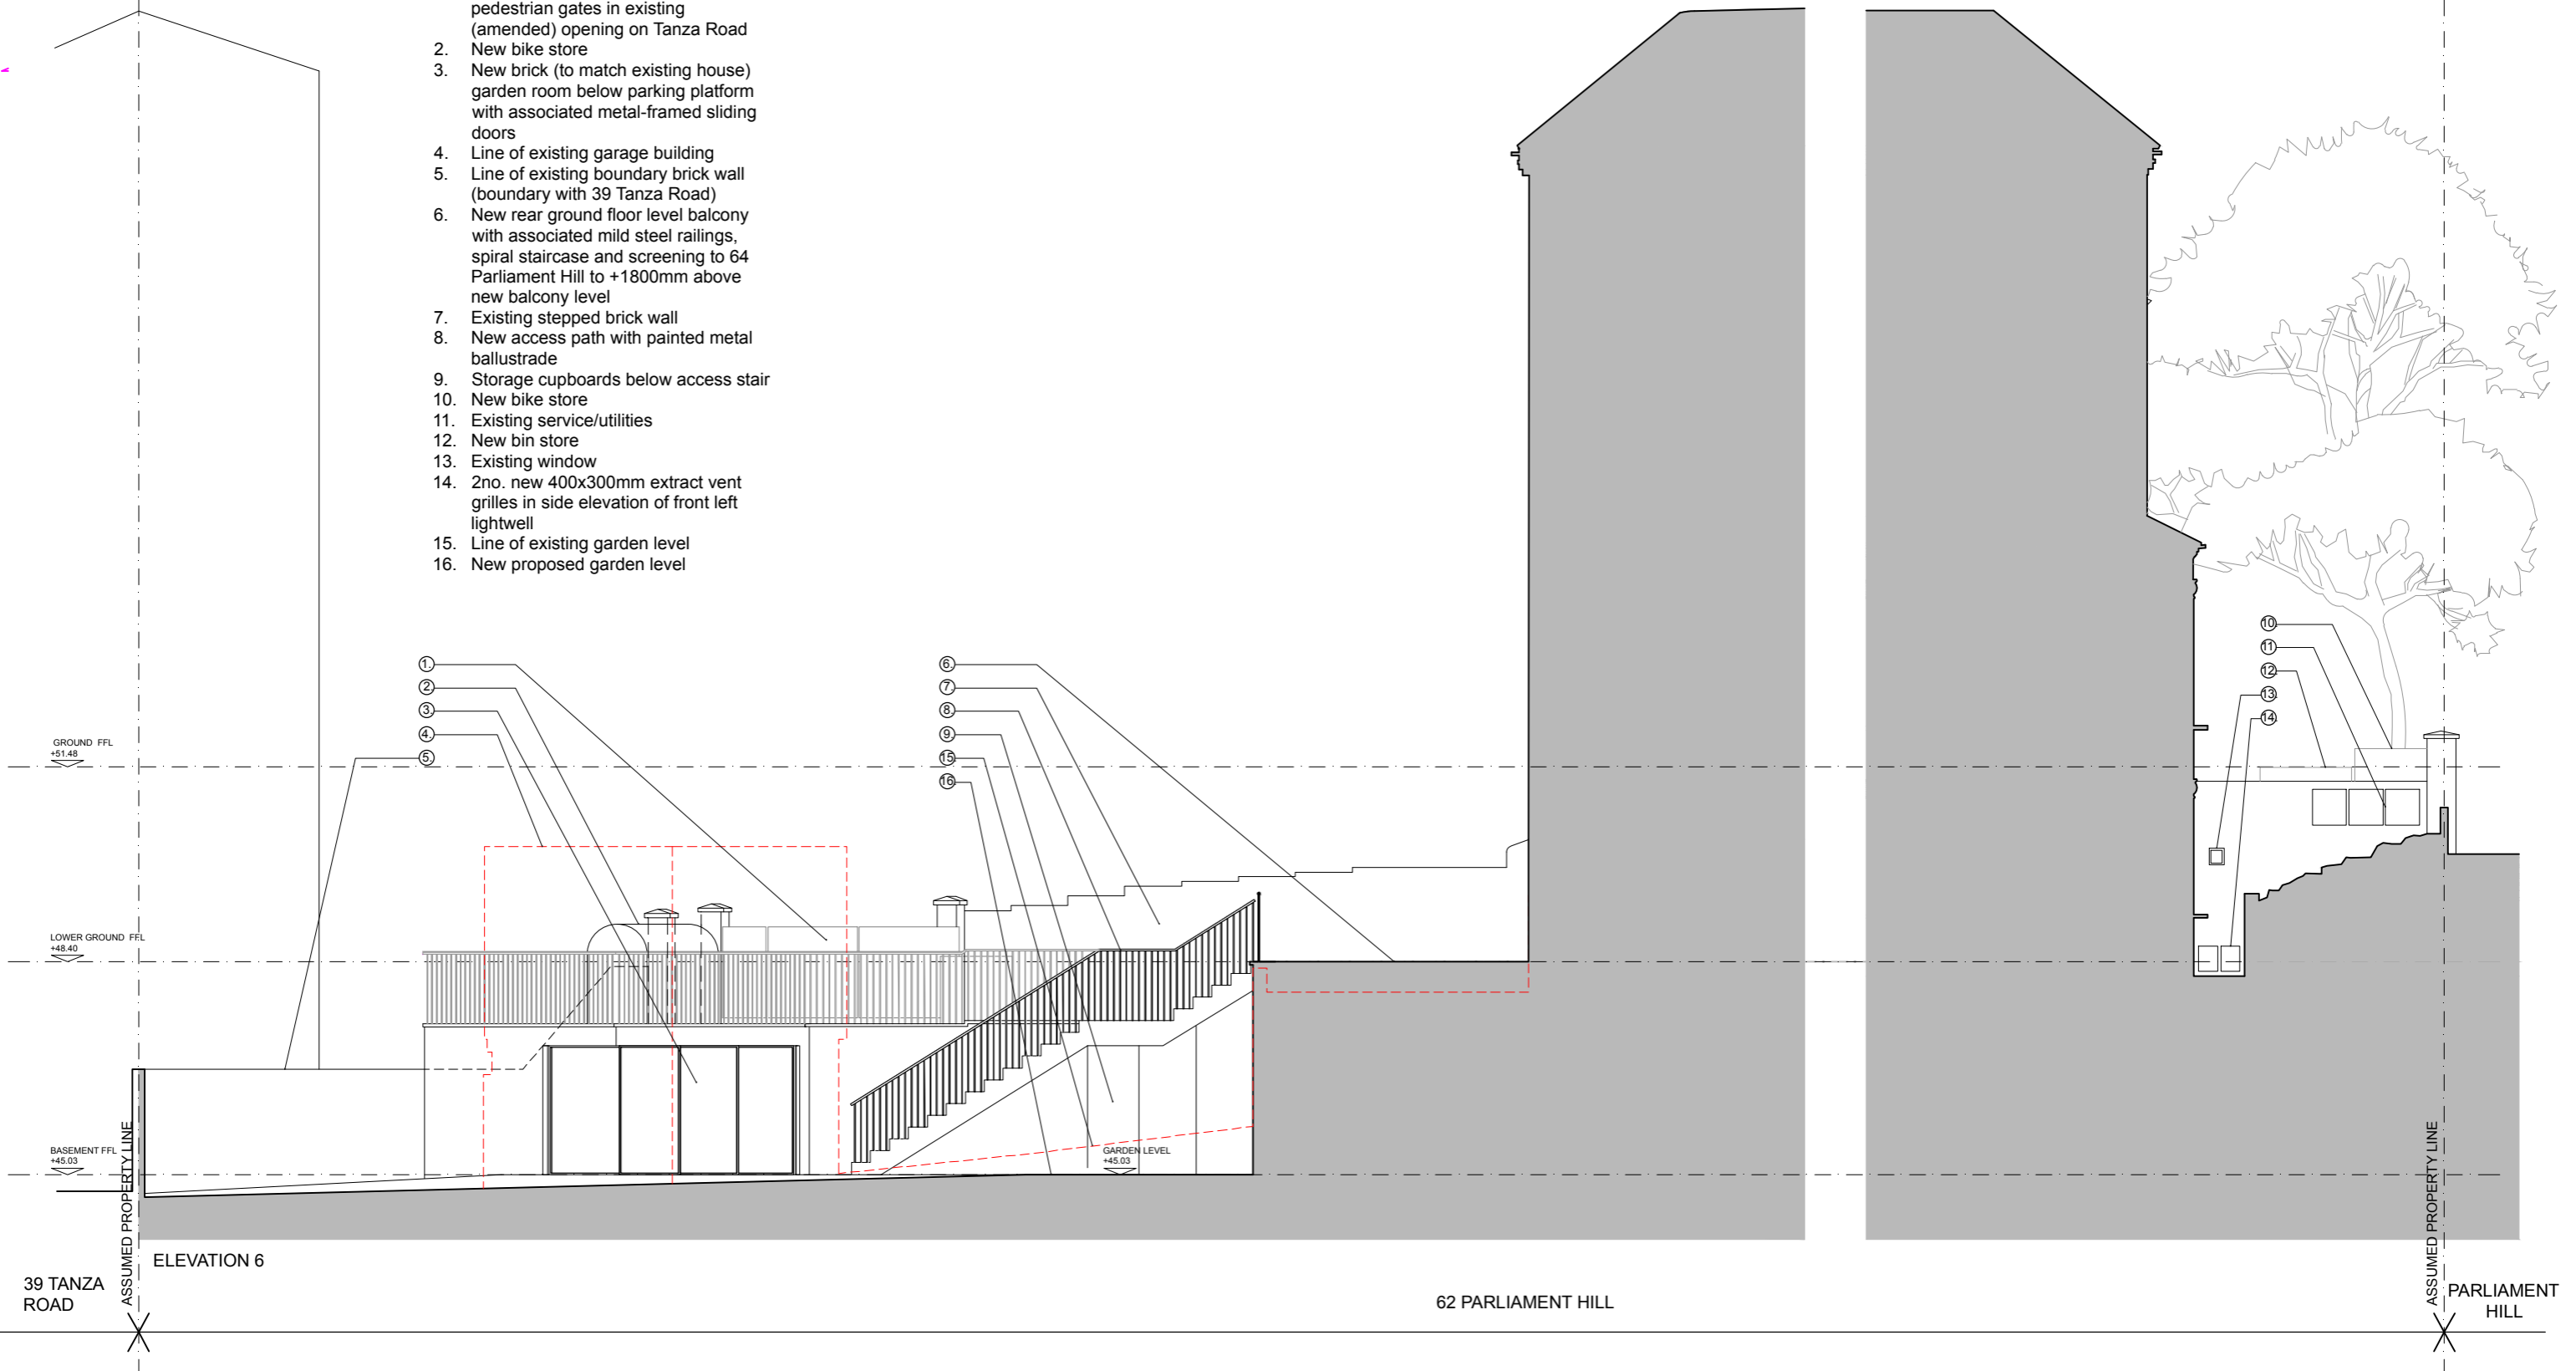 pedestrian gates in existing
(amended) opening on Tanza Road
2. New bike store
3. New brick (to match existing house)
garden room below parking platform
with associated metal-framed sliding
doors
4. Line of existing garage building
5. Line of existing boundary brick wall
(boundary with 39 Tanza Road)
6. New rear ground floor level balcony
with associated mild steel railings,
spiral staircase and screening to 64
Parliament Hill to +1800mm above
new balcony level
7. Existing stepped brick wall
8. New access path with painted metal
ballustrade
9. Storage cupboards below access stair
10. New bike store
11. Existing service/utilities
12. New bin store
13. Existing window
14. 2no. new 400x300mm extract vent
grilles in side elevation of front left
lightwell
15. Line of existing garden level
16. New proposed garden level
1.
2.
3.
4.
5.
6.
7.
8.
9.
15
16
10.
11
12.
13.
14.
GROUND FFL
+51.48
LOWER GROUND FFL
+48.40
BASEMENT FFL
+45.03
GARDEN LEVEL
+45.03
ASSUMED PROPERTY LINE
ASSUMED PROPERTY LINE
ELEVATION 6
39 TANZA
ROAD
62 PARLIAMENT HILL
PARLIAMENT
HILL